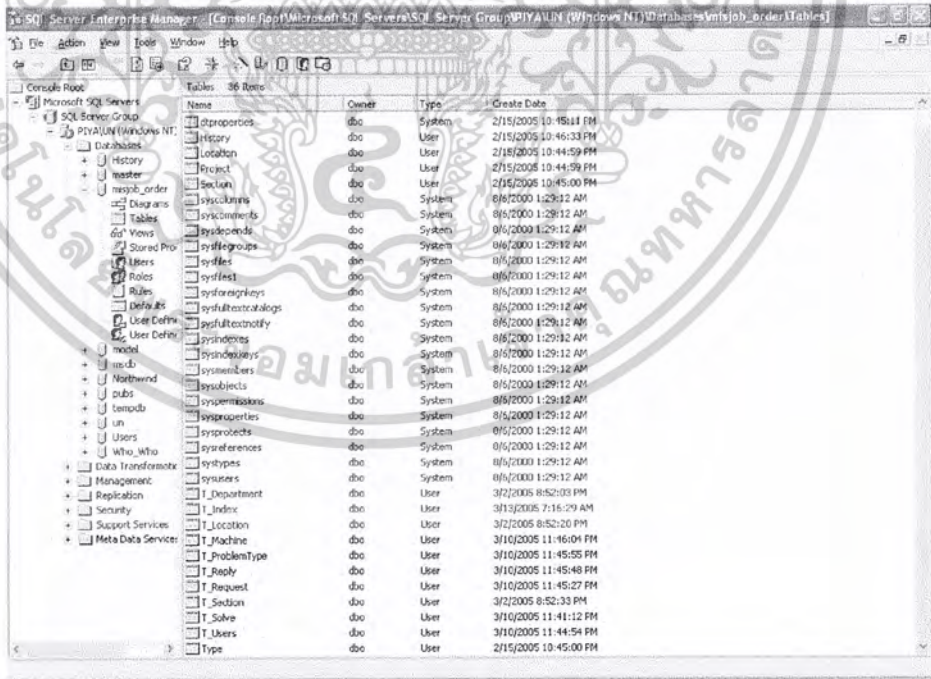 SQL Server Enterprise Manager - [Console Root\Microsoft SQL Servers\SQL Server Group\PIYA\UN (Windows NT)\Databases\misjob_order\Tables]
File Action View Tools Window Help
Console Root
Microsoft SQL Servers
SQL Server Group
PIYA\UN (Windows NT)
Databases
History
master
misjob_order
Diagrams
Tables
Views
Stored Pro
Users
Roles
Rules
Defaults
User Define
User Define
model
msdb
Northwind
pubs
tempdb
un
Users
Who_Who
Data Transformatic
Management
Replication
Security
Support Services
Meta Data Services
Tables 36 Items
Name Owner Type Create Date
dtproperties dbo System 2/15/2005 10:45:11 PM
History dbo User 2/15/2005 10:46:33 PM
Location dbo User 2/15/2005 10:44:59 PM
Project dbo User 2/15/2005 10:44:59 PM
Section dbo User 2/15/2005 10:45:00 PM
syscolumns dbo System 8/6/2000 1:29:12 AM
syscomments dbo System 8/6/2000 1:29:12 AM
sysdepends dbo System 8/6/2000 1:29:12 AM
sysfilegroups dbo System 8/6/2000 1:29:12 AM
sysfiles dbo System 8/6/2000 1:29:12 AM
sysfiles1 dbo System 8/6/2000 1:29:12 AM
sysforeignkeys dbo System 8/6/2000 1:29:12 AM
sysfulltextcatalogs dbo System 8/6/2000 1:29:12 AM
sysfulltextnotify dbo System 8/6/2000 1:29:12 AM
sysindexes dbo System 8/6/2000 1:29:12 AM
sysindexkeys dbo System 8/6/2000 1:29:12 AM
sysmembers dbo System 8/6/2000 1:29:12 AM
sysobjects dbo System 8/6/2000 1:29:12 AM
syspermissions dbo System 8/6/2000 1:29:12 AM
sysproperties dbo System 8/6/2000 1:29:12 AM
sysprotects dbo System 8/6/2000 1:29:12 AM
sysreferences dbo System 8/6/2000 1:29:12 AM
systypes dbo System 8/6/2000 1:29:12 AM
sysusers dbo System 8/6/2000 1:29:12 AM
T_Department dbo User 3/2/2005 8:52:03 PM
T_Index dbo User 3/13/2005 7:16:29 AM
T_Location dbo User 3/2/2005 8:52:20 PM
T_Machine dbo User 3/10/2005 11:46:04 PM
T_ProblemType dbo User 3/10/2005 11:45:55 PM
T_Reply dbo User 3/10/2005 11:45:48 PM
T_Request dbo User 3/10/2005 11:45:27 PM
T_Section dbo User 3/2/2005 8:52:33 PM
T_Solve dbo User 3/10/2005 11:41:12 PM
T_Users dbo User 3/10/2005 11:44:54 PM
Type dbo User 2/15/2005 10:45:00 PM